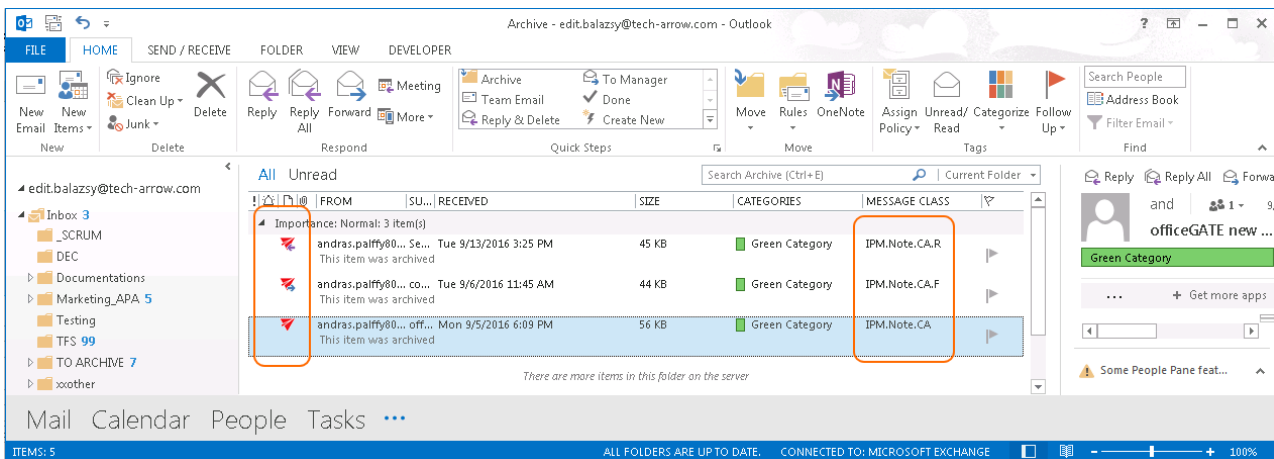 Archive - edit.balazsy@tech-arrow.com - Outlook
FILE HOME SEND / RECEIVE FOLDER VIEW DEVELOPER
New Email
New Items
New
Ignore
Clean Up
Junk
Delete
Delete
Reply
Reply All
Forward
Meeting
More
Respond
Archive
Team Email
Reply & Delete
To Manager
Done
Create New
Quick Steps
Move
Rules
OneNote
Move
Assign Policy
Unread/ Read
Categorize
Follow Up
Tags
Search People
Address Book
Filter Email
Find
edit.balazsy@tech-arrow.com
Inbox 3
_SCRUM
DEC
Documentations
Marketing_APA 5
Testing
TFS 99
TO ARCHIVE 7
xxother
All Unread
Search Archive (Ctrl+E) Current Folder
! FROM SU... RECEIVED SIZE CATEGORIES MESSAGE CLASS
Importance: Normal: 3 item(s)
andras.palffy80... Se... Tue 9/13/2016 3:25 PM 45 KB Green Category IPM.Note.CA.R
This item was archived
andras.palffy80... co... Tue 9/6/2016 11:45 AM 44 KB Green Category IPM.Note.CA.F
This item was archived
andras.palffy80... off... Mon 9/5/2016 6:09 PM 56 KB Green Category IPM.Note.CA
This item was archived
There are more items in this folder on the server
Reply Reply All Forwa
and 1 9,
officeGATE new ...
Green Category
... + Get more apps
Some People Pane feat...
Mail Calendar People Tasks ...
ITEMS: 5 ALL FOLDERS ARE UP TO DATE. CONNECTED TO: MICROSOFT EXCHANGE 100%